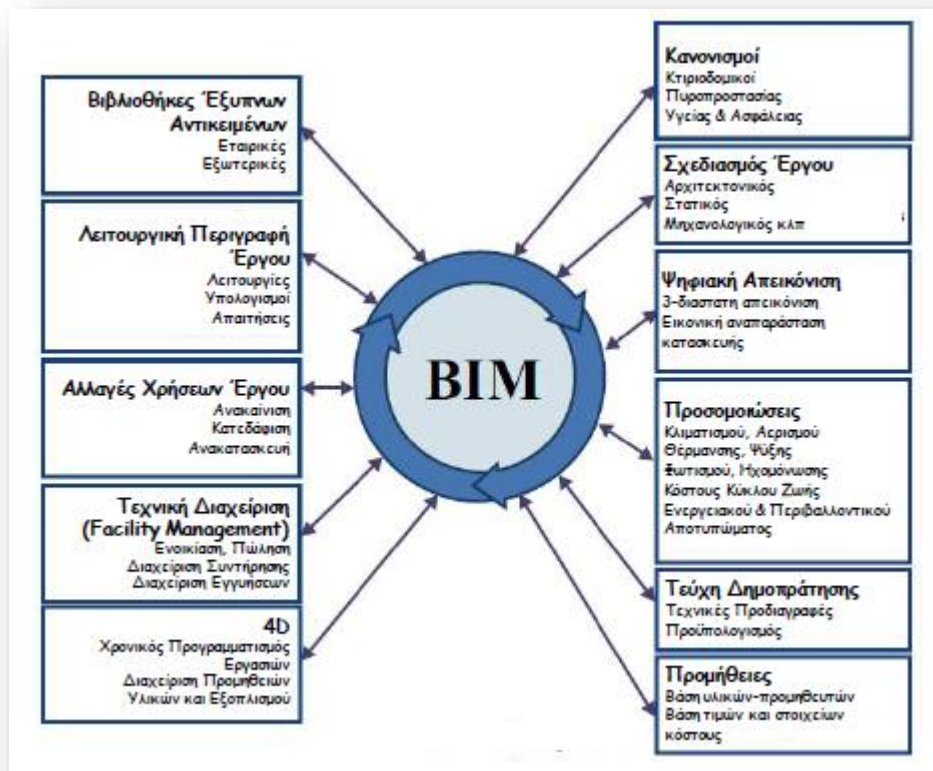 Βιβλιοθήκες Έξυπνων
Αντικειμένων
Εταιρικές
Εξωτερικές
Λειτουργική Περιγραφή
Έργου
Λειτουργίες
Υπολογισμοί
Απαιτήσεις
Αλλαγές Χρήσεων Έργου
Ανακαίνιση
Κατεδάφιση
Ανακατασκευή
Τεχνική Διαχείριση
(Facility Management)
Ενοικίαση, Πώληση
Διαχείριση Συντήρησης
Διαχείριση Εγγυήσεων
4D
Χρονικός Προγραμματισμός
Εργασιών
Διαχείριση Προμηθειών
Υλικών και Εξοπλισμού
BIM
Κανονισμοί
Κτιριοδομικοί
Πυροπροστασίας
Υγείας & Ασφάλειας
Σχεδιασμός Έργου
Αρχιτεκτονικός
Στατικός
Μηχανολογικός κλπ
Ψηφιακή Απεικόνιση
3-διαστατη απεικόνιση
Εικονική αναπαράσταση
κατασκευής
Προσομοιώσεις
Κλιματισμού, Αερισμού
Θέρμανσης, Ψύξης
Φωτισμού, Ηχομόνωσης
Κόστους Κύκλου Ζωής
Ενεργειακού & Περιβαλλοντικού
Αποτυπώματος
Τεύχη Δημοπράτησης
Τεχνικές Προδιαγραφές
Προϋπολογισμός
Προμήθειες
Βάση υλικών-προμηθευτών
Βάση τιμών και στοιχείων
κόστους